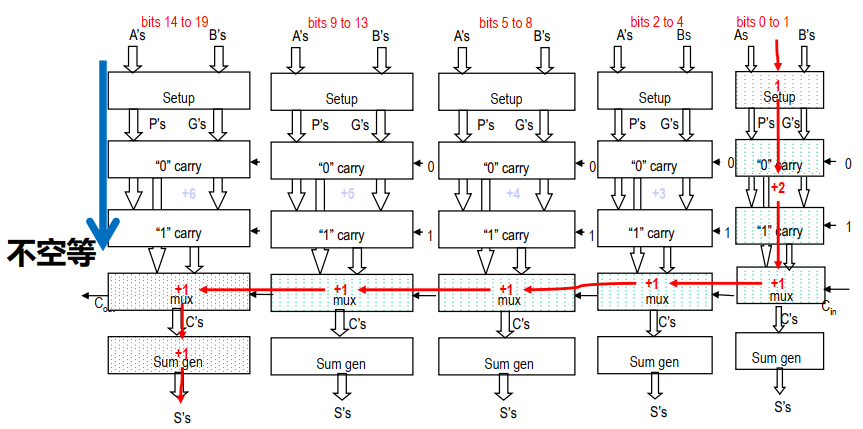 bits 14 to 19 bits 9 to 13 bits 5 to 8 bits 2 to 4 bits 0 to 1
A's B's A's B's A's B's A's Bs As B's
1
Setup Setup Setup Setup Setup
P's G's P's G's P's G's P's G's P's G's
"0" carry "0" carry 0 "0" carry 0 "0" carry 0 "0" carry 0
+6 +5 +4 +3 +2
"1" carry "1" carry 1 "1" carry 1 "1" carry 1 "1" carry 1
不空等
+1 +1 +1 +1 +1
mux mux mux mux mux
Cout Cin
C's C's C's C's C's
+1
Sum gen Sum gen Sum gen Sum gen Sum gen
S's S's S's S's S's